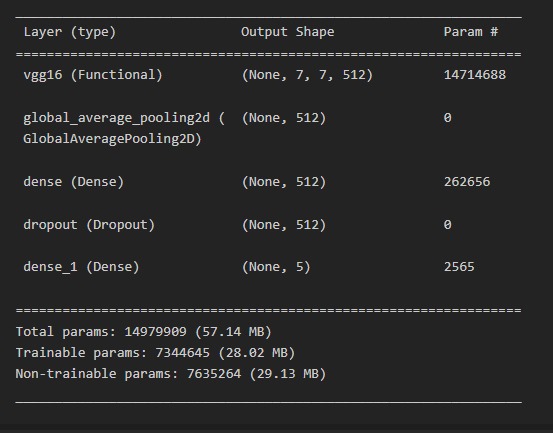 _________________________________________________________________
Layer (type) Output Shape Param #
=================================================================
vgg16 (Functional) (None, 7, 7, 512) 14714688
global_average_pooling2d ( (None, 512) 0
GlobalAveragePooling2D)
dense (Dense) (None, 512) 262656
dropout (Dropout) (None, 512) 0
dense_1 (Dense) (None, 5) 2565
=================================================================
Total params: 14979909 (57.14 MB)
Trainable params: 7344645 (28.02 MB)
Non-trainable params: 7635264 (29.13 MB)
_________________________________________________________________